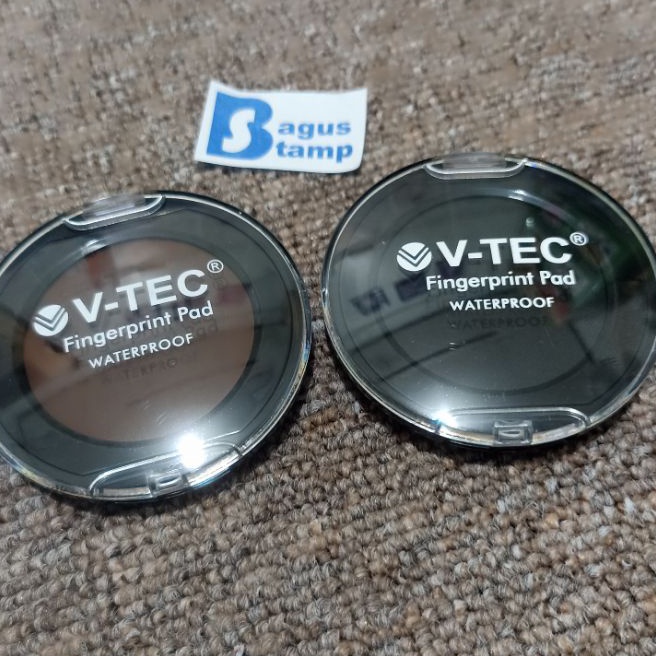 Bagus
Stamp
V-TEC®
Fingerprint Pad
WATERPROOF
V-TEC®
Fingerprint Pad
WATERPROOF